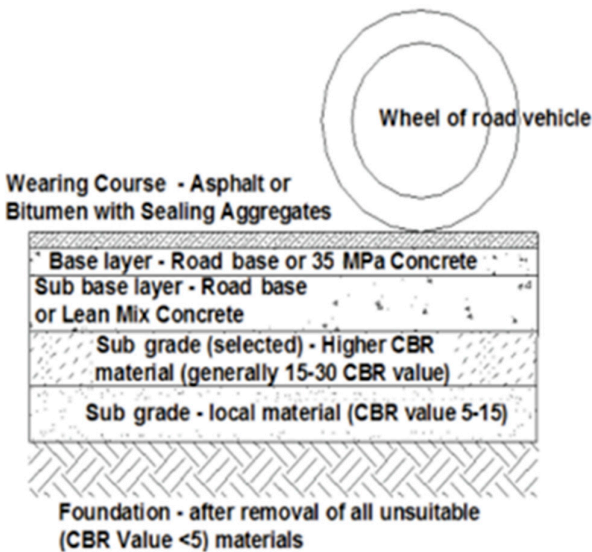 Wheel of road vehicle
Wearing Course - Asphalt or
Bitumen with Sealing Aggregates
Base layer - Road base or 35 MPa Concrete
Sub base layer - Road base
or Lean Mix Concrete
Sub grade (selected) - Higher CBR
material (generally 15-30 CBR value)
Sub grade - local material (CBR value 5-15)
Foundation - after removal of all unsuitable
(CBR Value <5) materials